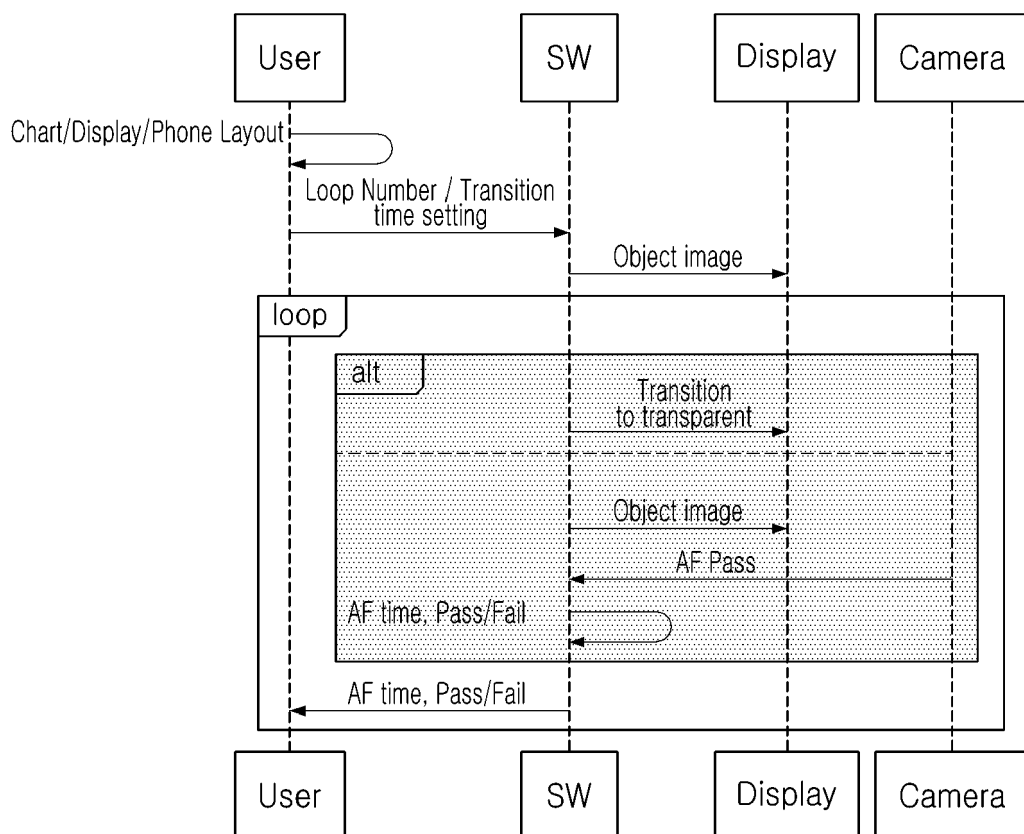 User
SW
Display
Camera
Chart/Display/Phone Layout
Loop Number / Transition
time setting
Object image
loop
alt
Transition
to transparent
Object image
AF Pass
AF time, Pass/Fail
AF time, Pass/Fail
User
SW
Display
Camera